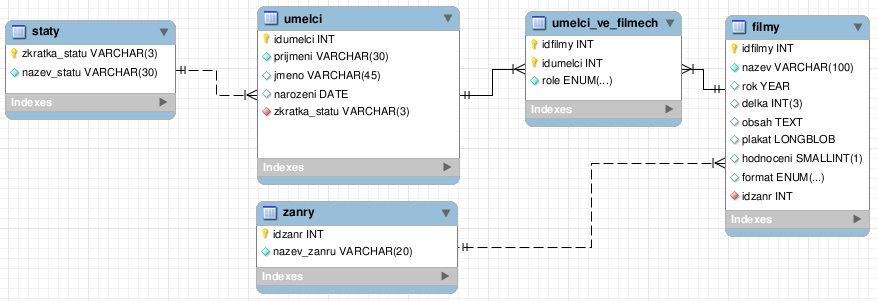 staty
zkratka_statu VARCHAR(3)
nazev_statu VARCHAR(30)
Indexes
umelci
idumelci INT
prijmeni VARCHAR(30)
jmeno VARCHAR(45)
narozeni DATE
zkratka_statu VARCHAR(3)
Indexes
umelci_ve_filmech
idfilmy INT
idumelci INT
role ENUM(...)
Indexes
filmy
idfilmy INT
nazev VARCHAR(100)
rok YEAR
delka INT(3)
obsah TEXT
plakat LONGBLOB
hodnoceni SMALLINT(1)
format ENUM(...)
idzanr INT
Indexes
zanry
idzanr INT
nazev_zanru VARCHAR(20)
Indexes